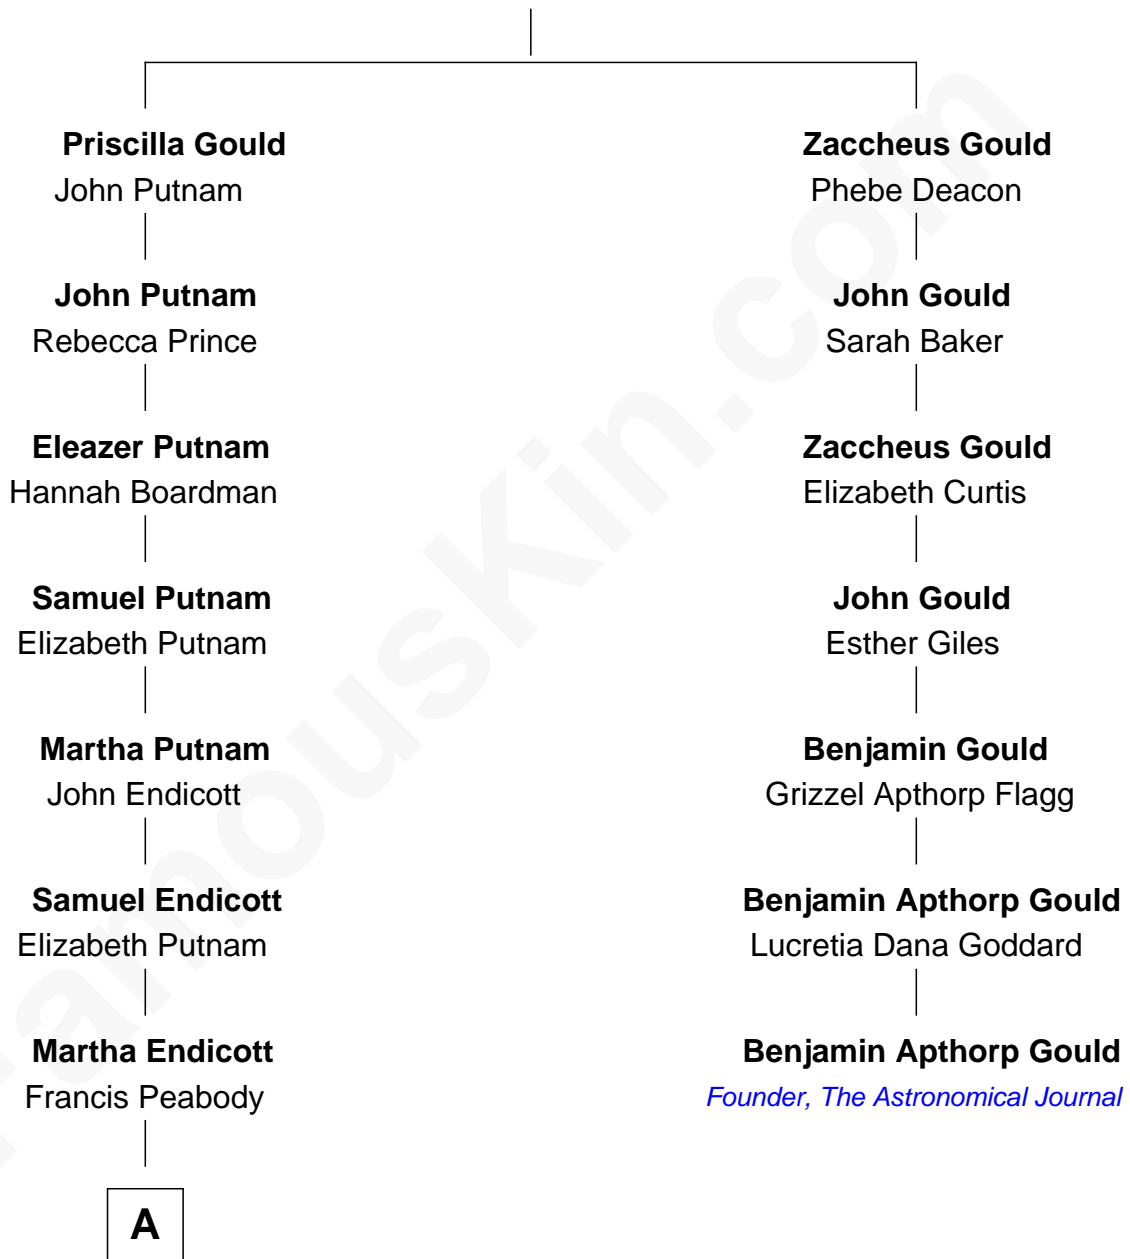 Priscilla Gould
John Putnam
John Putnam
Rebecca Prince
Eleazer Putnam
Hannah Boardman
Samuel Putnam
Elizabeth Putnam
Martha Putnam
John Endicott
Samuel Endicott
Elizabeth Putnam
Martha Endicott
Francis Peabody
A
Zaccheus Gould
Phebe Deacon
John Gould
Sarah Baker
Zaccheus Gould
Elizabeth Curtis
John Gould
Esther Giles
Benjamin Gould
Grizzel Apthorp Flagg
Benjamin Apthorp Gould
Lucretia Dana Goddard
Benjamin Apthorp Gould
Founder, The Astronomical Journal
FamousKin.com